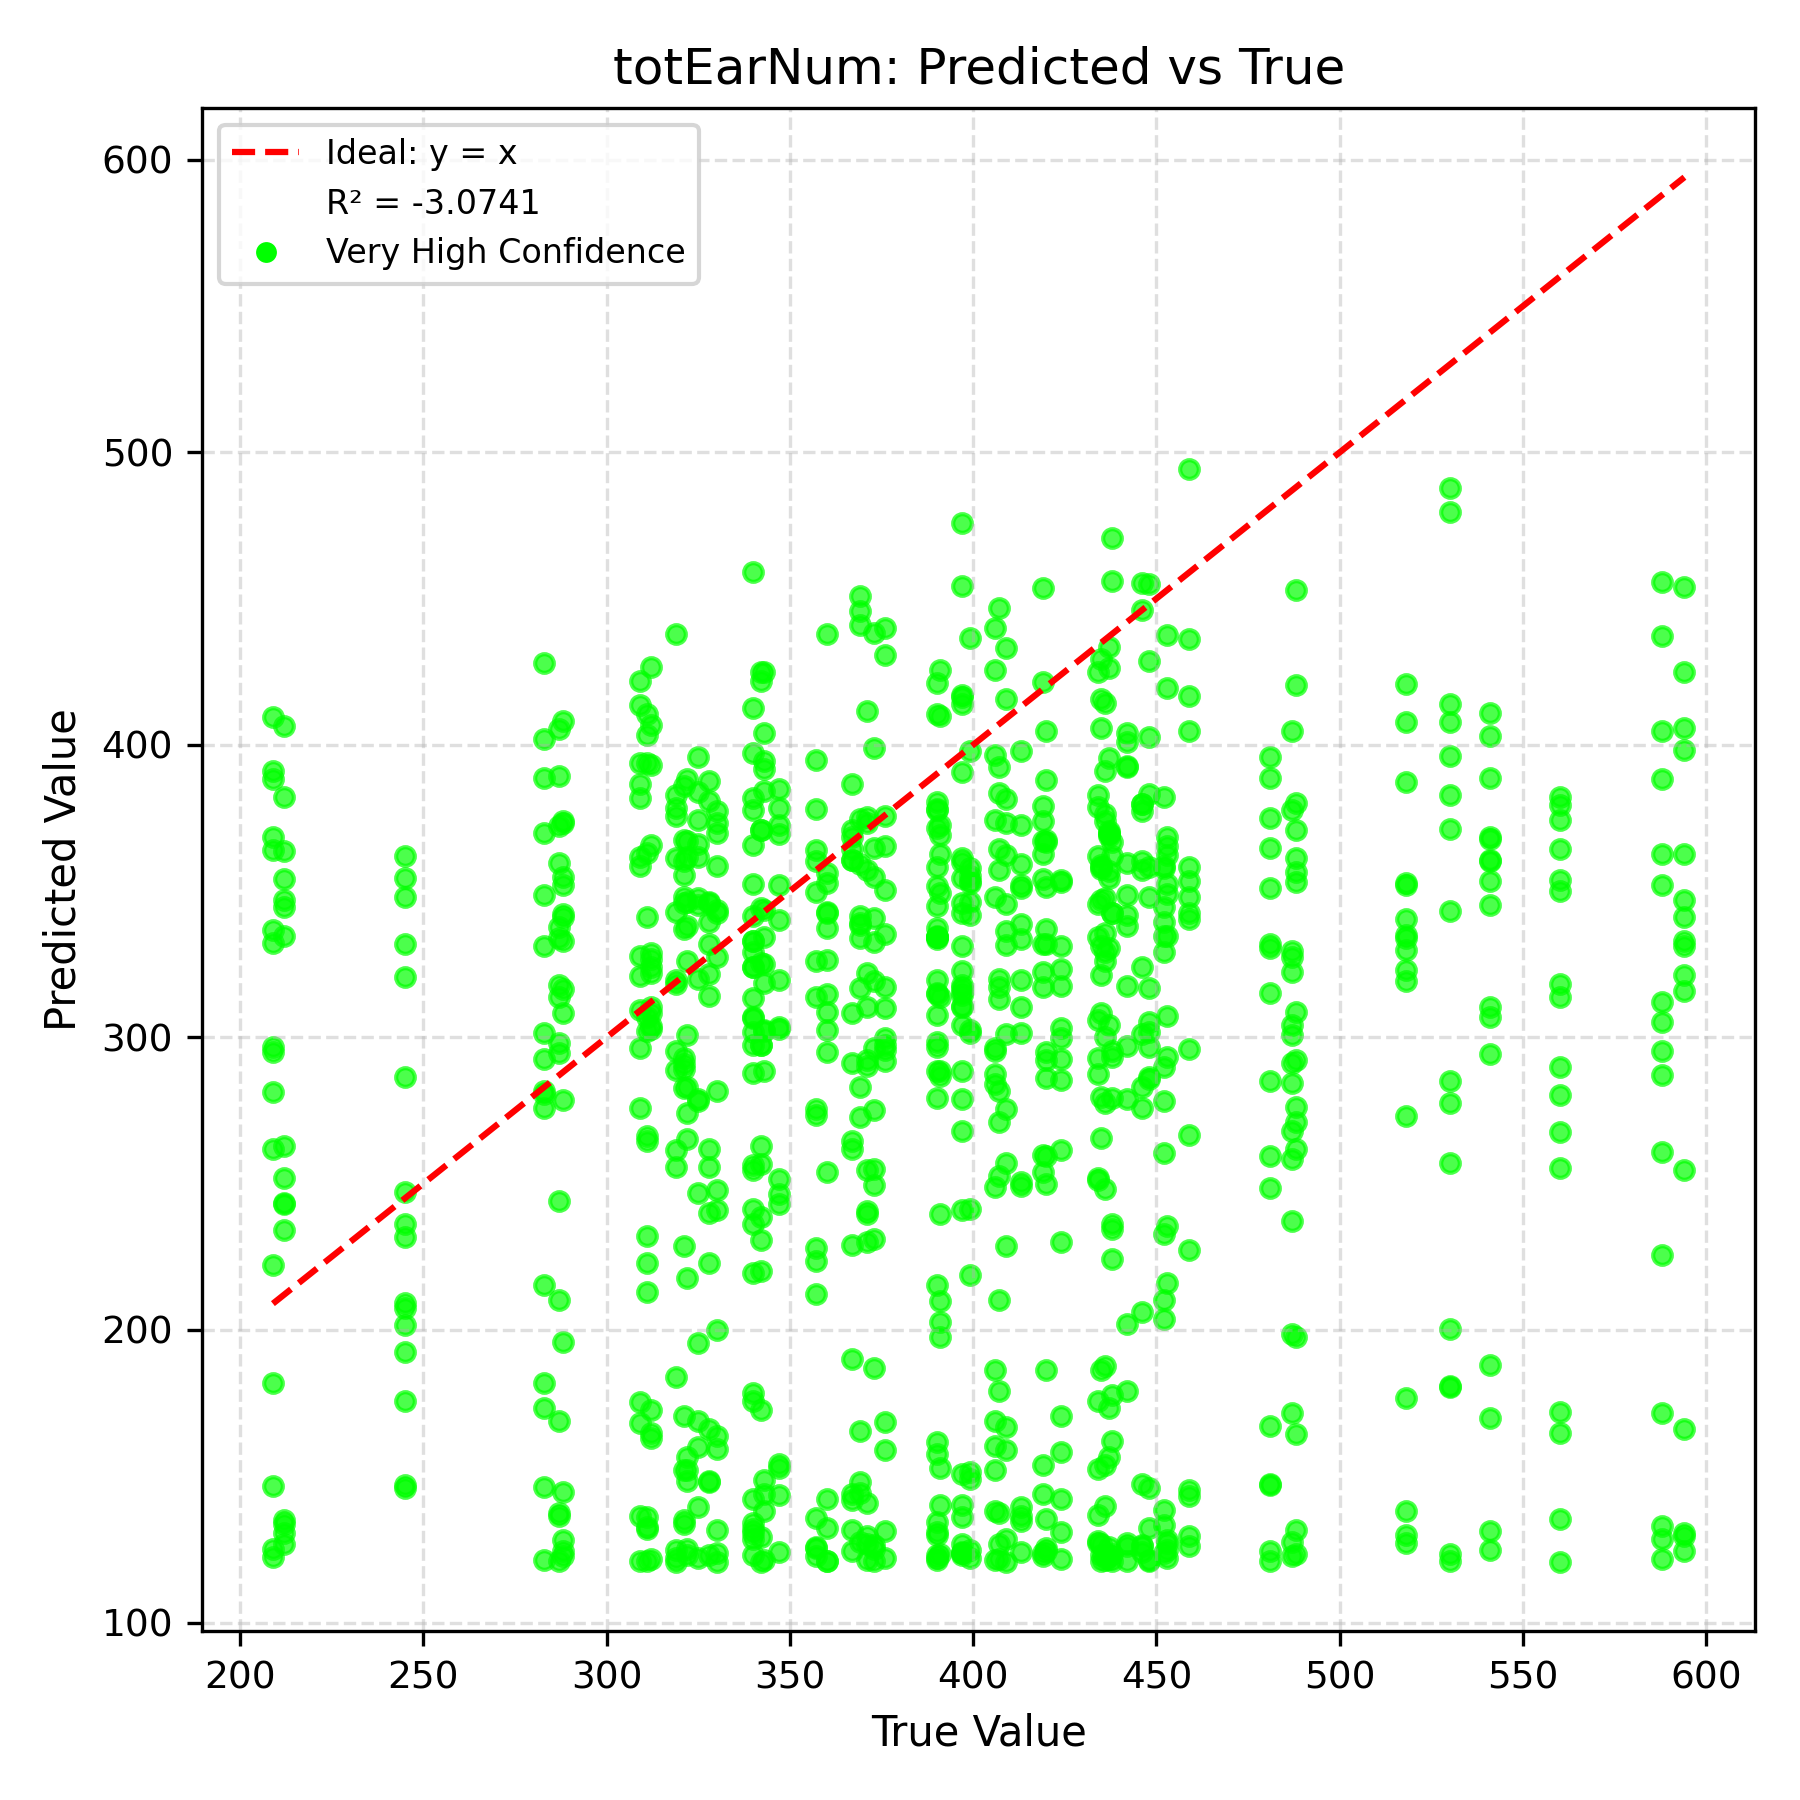 totEarNum: Predicted vs True
Ideal: y = x
R² = -3.0741
Very High Confidence
Predicted Value
600
500
400
300
200
100
200 250 300 350 400 450 500 550 600
True Value